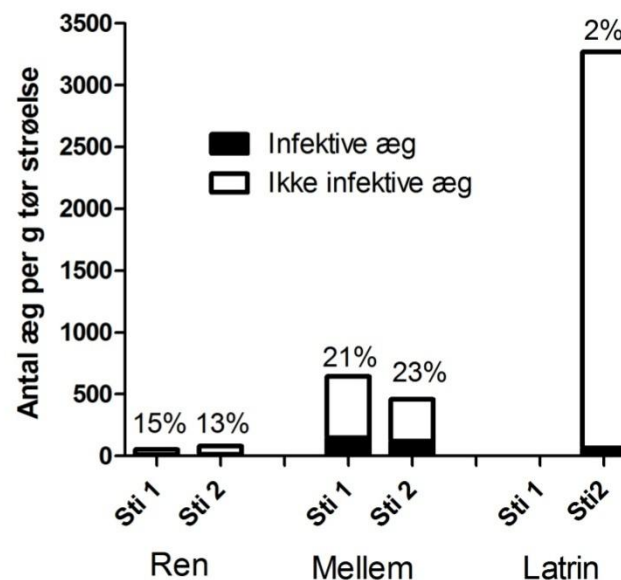 Antal æg per g tør strøelse
3500
3000
2500
2000
1500
1000
500
0
Infektive æg
Ikke infektive æg
15%
13%
21%
23%
2%
Sti 1
Sti 2
Sti 1
Sti 2
Sti 1
Sti2
Ren
Mellem
Latrin